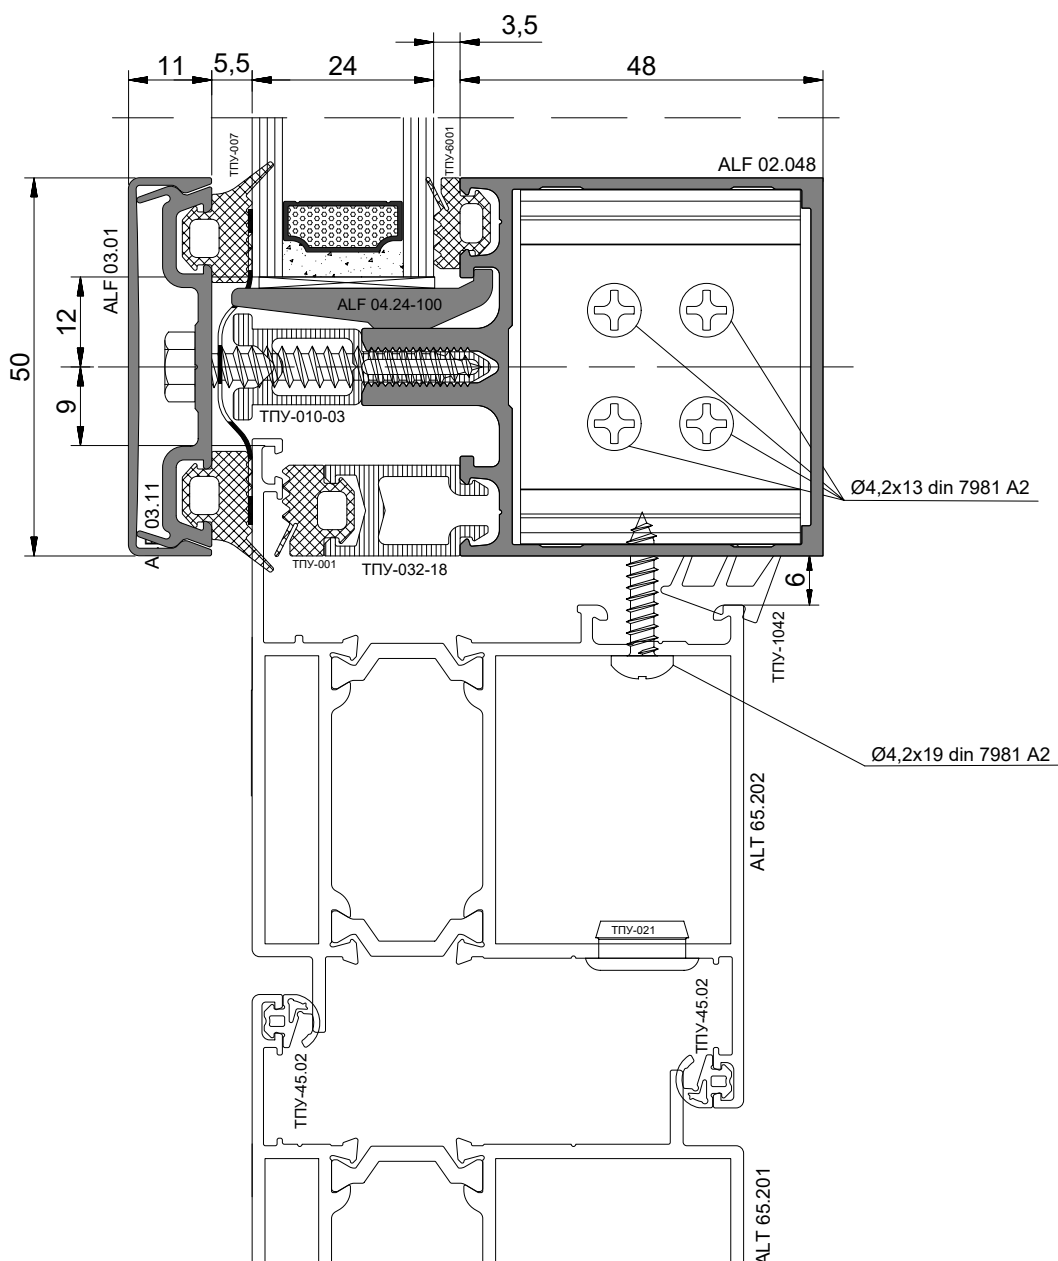 3,5
11
5,5
24
48
ТПУ-007
ТПУ-6001
ALF 02.048
ALF 03.01
ALF 04.24-100
12
50
9
ТПУ-010-03
Ø4,2x13 din 7981 A2
03.11
ТПУ-001
ТПУ-032-18
6
ТПУ-1042
Ø4,2x19 din 7981 A2
ALT 65.202
ТПУ-021
ТПУ-45.02
ТПУ-45.02
ALT 65.201